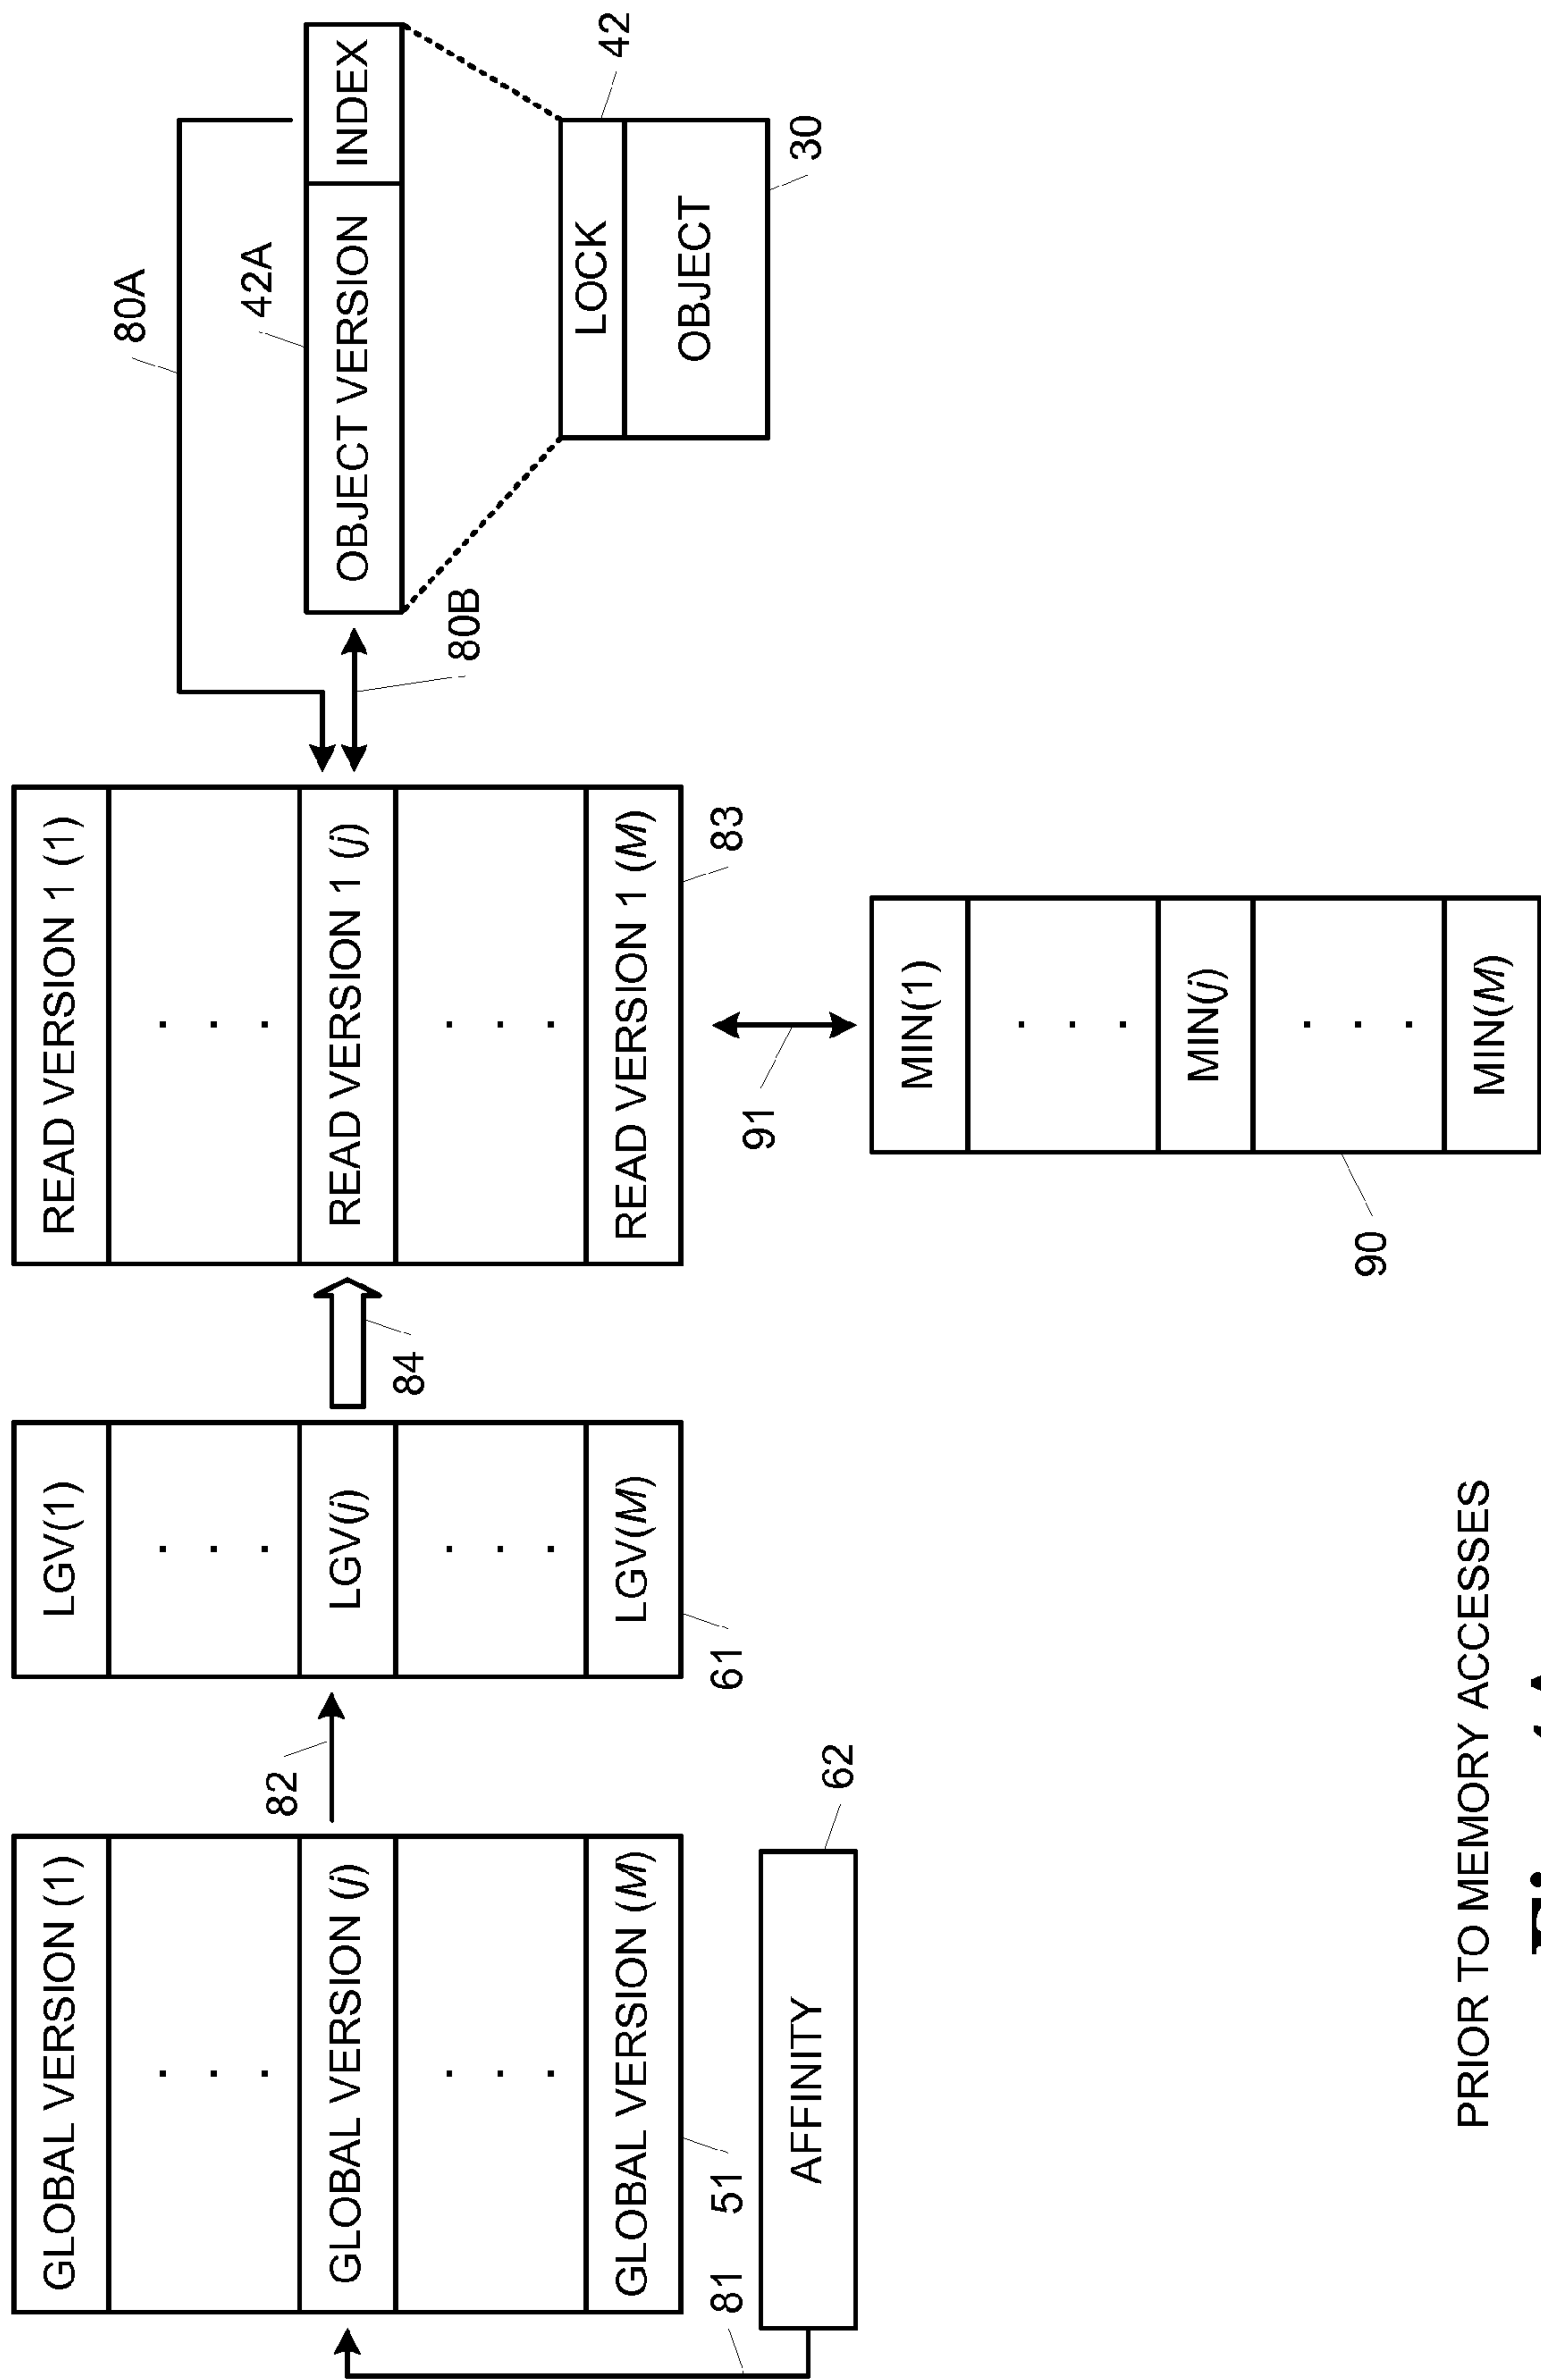 GLOBAL VERSION (1)
. . .
GLOBAL VERSION (j)
. . .
GLOBAL VERSION (M)
81
51
AFFINITY
62
82
LGV(1)
. . .
LGV(j)
. . .
LGV(M)
61
84
READ VERSION 1 (1)
. . .
READ VERSION 1 (j)
. . .
READ VERSION 1 (M)
83
91
MIN(1)
. . .
MIN(j)
. . .
MIN(M)
90
80A
80B
42A
OBJECT VERSION
INDEX
LOCK
42
OBJECT
30
PRIOR TO MEMORY ACCESSES